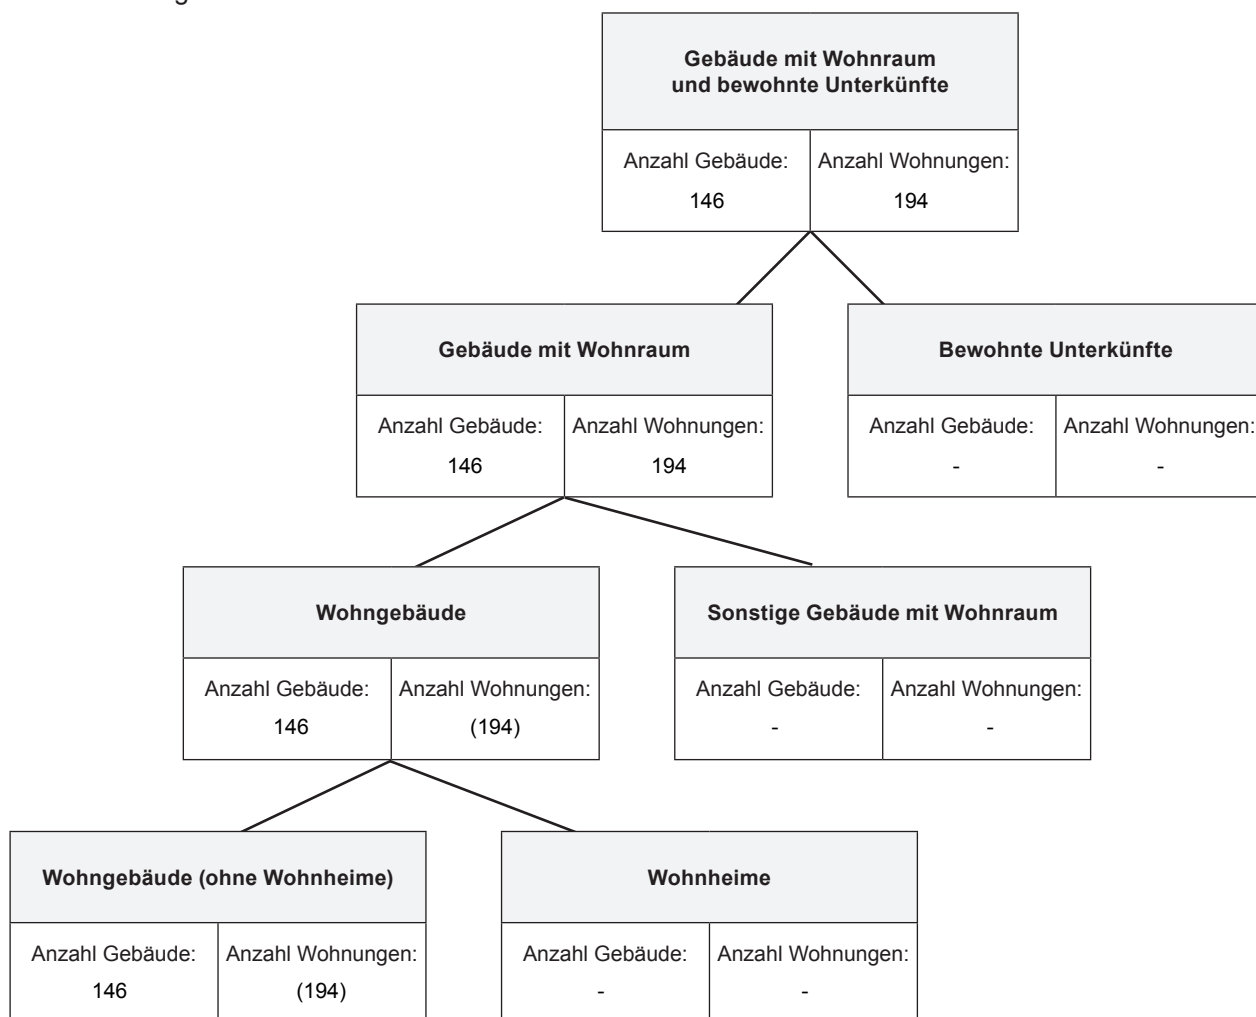 Gebäude mit Wohnraum
und bewohnte Unterkünfte
Anzahl Gebäude: Anzahl Wohnungen:
146 194
Gebäude mit Wohnraum Bewohnte Unterkünfte
Anzahl Gebäude: Anzahl Wohnungen: Anzahl Gebäude: Anzahl Wohnungen:
146 194 - -
Wohngebäude Sonstige Gebäude mit Wohnraum
Anzahl Gebäude: Anzahl Wohnungen: Anzahl Gebäude: Anzahl Wohnungen:
146 (194) - -
Wohngebäude (ohne Wohnheime) Wohnheime
Anzahl Gebäude: Anzahl Wohnungen: Anzahl Gebäude: Anzahl Wohnungen:
146 (194) - -